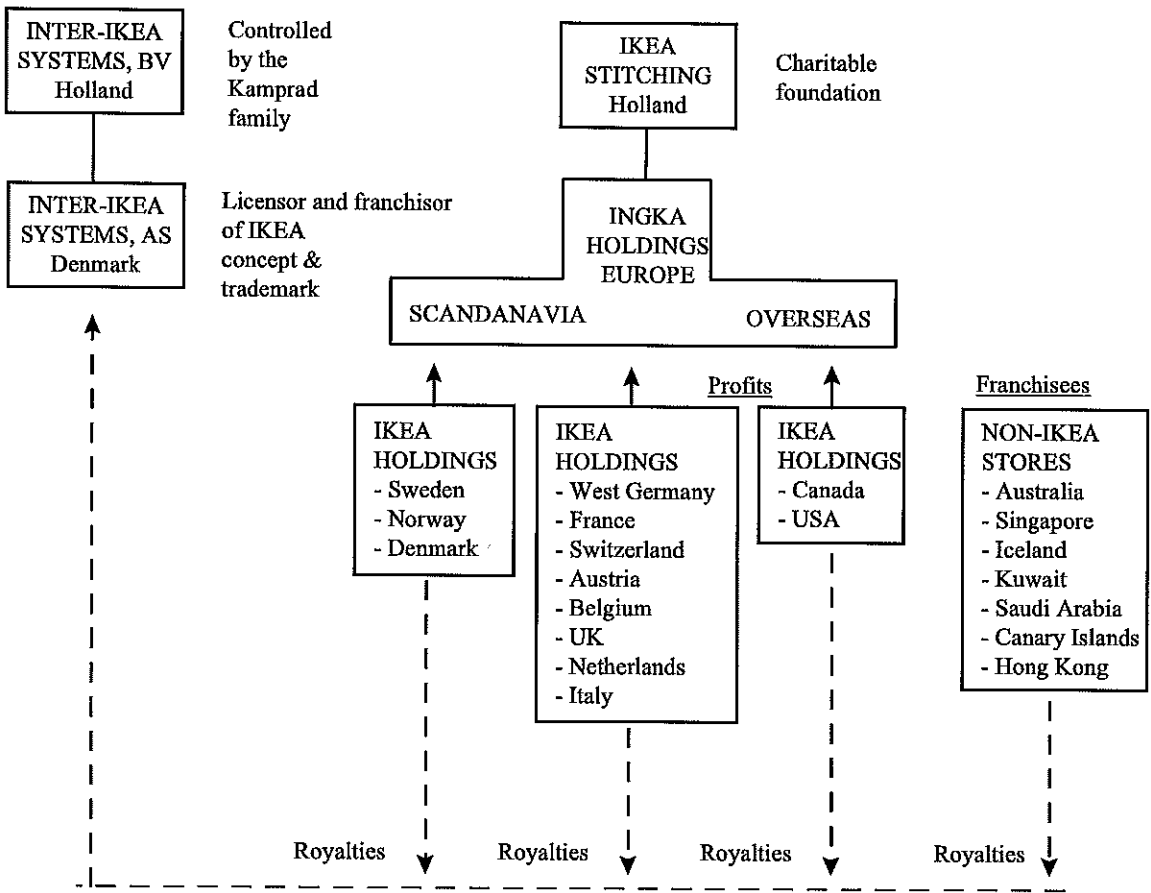 INTER-IKEA
SYSTEMS, BV
Holland
Controlled
by the
Kamprad
family
IKEA
STITCHING
Holland
Charitable
foundation
INTER-IKEA
SYSTEMS, AS
Denmark
Licensor and franchisor
of IKEA
concept &
trademark
INGKA
HOLDINGS
EUROPE
SCANDANAVIA
OVERSEAS
Profits
Franchisees
IKEA
HOLDINGS
- Sweden
- Norway
- Denmark
IKEA
HOLDINGS
- West Germany
- France
- Switzerland
- Austria
- Belgium
- UK
- Netherlands
- Italy
IKEA
HOLDINGS
- Canada
- USA
NON-IKEA
STORES
- Australia
- Singapore
- Iceland
- Kuwait
- Saudi Arabia
- Canary Islands
- Hong Kong
Royalties
Royalties
Royalties
Royalties